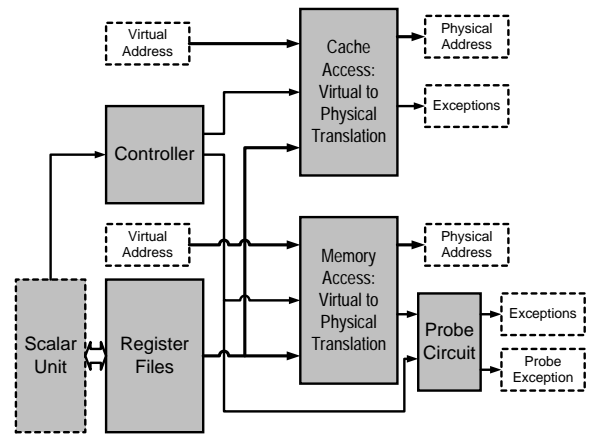 Virtual
Address
Cache
Access:
Virtual to
Physical
Translation
Physical
Address
Exceptions
Controller
Virtual
Address
Memory
Access:
Virtual to
Physical
Translation
Physical
Address
Scalar
Unit
Register
Files
Probe
Circuit
Exceptions
Probe
Exception